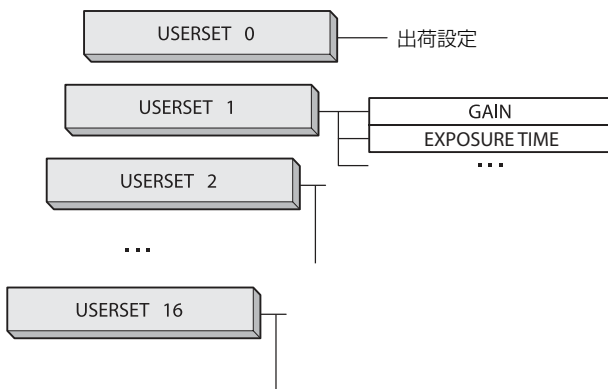 USERSET 0
出荷設定
USERSET 1
GAIN
EXPOSURE TIME
...
USERSET 2
...
USERSET 16